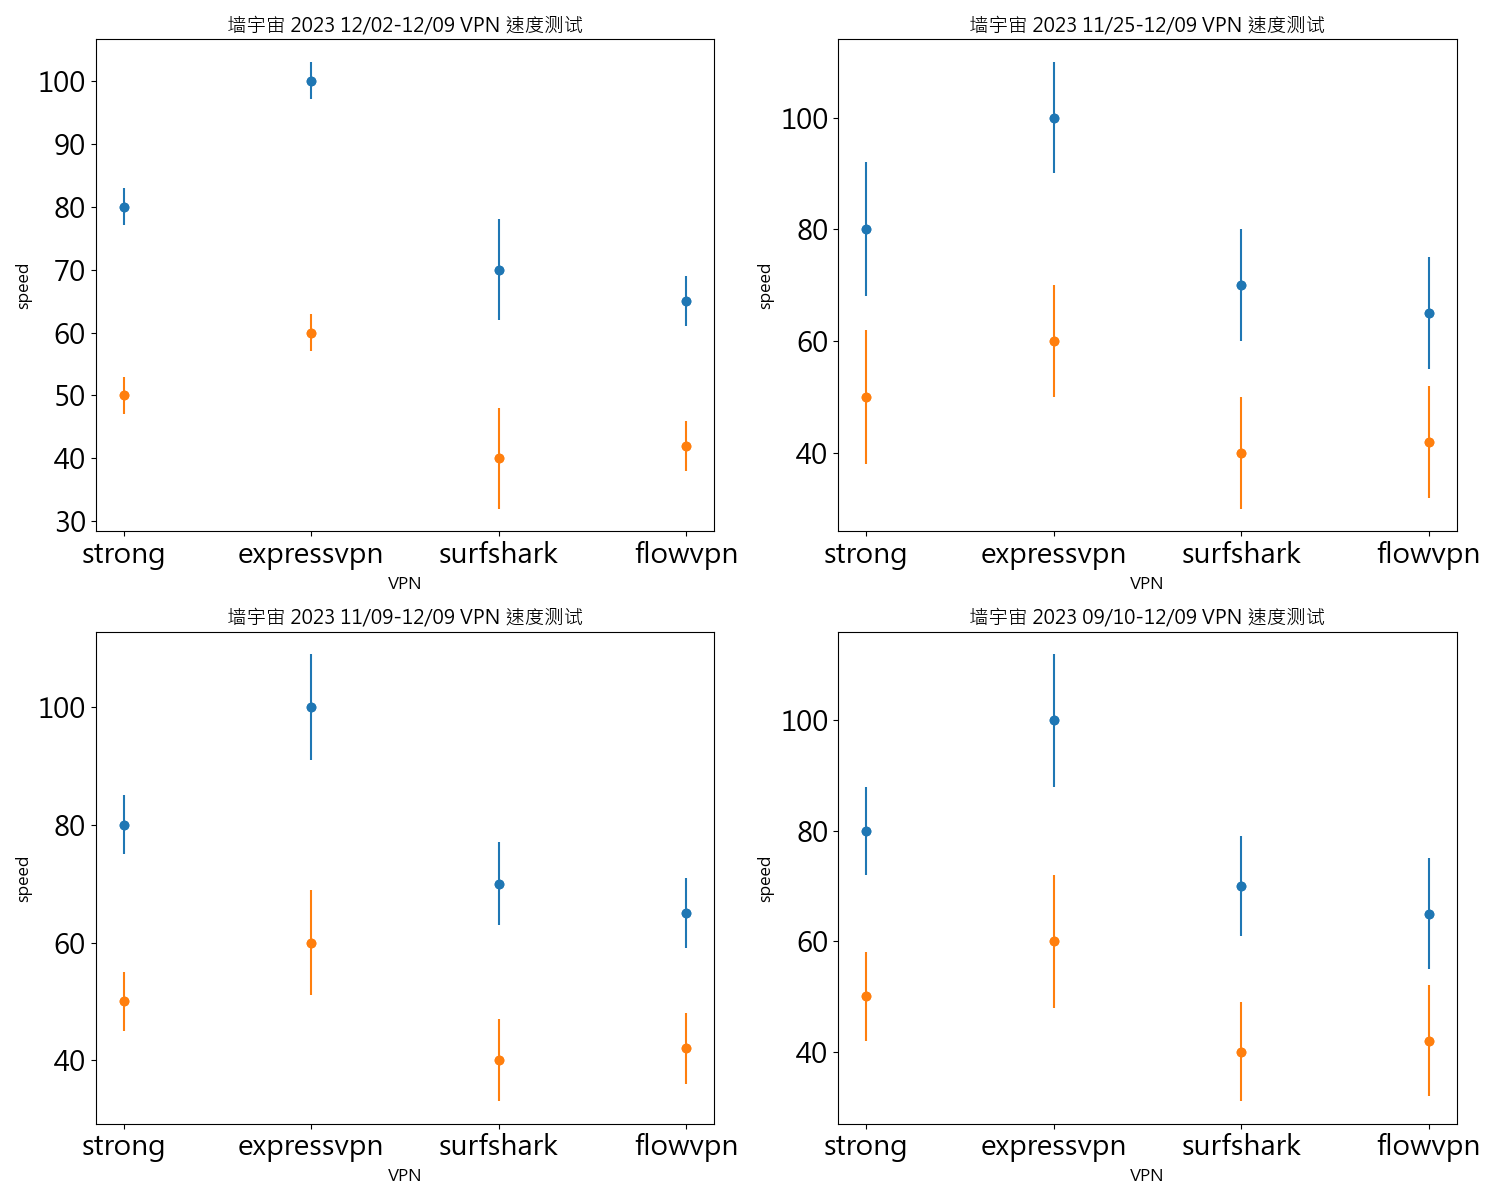 墙宇宙 2023 12/02-12/09 VPN 速度测试
100
90
80
70
60
50
40
30
speed
strong expressvpn surfshark flowvpn
VPN
墙宇宙 2023 11/25-12/09 VPN 速度测试
100
80
60
40
speed
strong expressvpn surfshark flowvpn
VPN
墙宇宙 2023 11/09-12/09 VPN 速度测试
100
80
60
40
speed
strong expressvpn surfshark flowvpn
VPN
墙宇宙 2023 09/10-12/09 VPN 速度测试
100
80
60
40
speed
strong expressvpn surfshark flowvpn
VPN